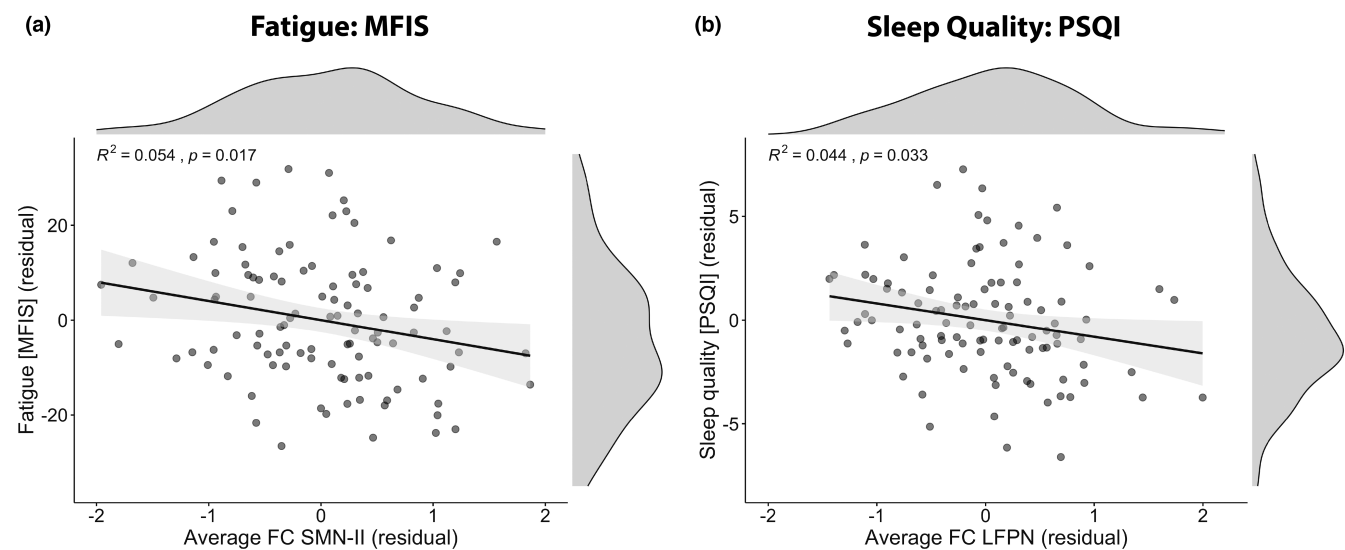 (a)
Fatigue: MFIS
R² = 0.054 , p = 0.017
Fatigue [MFIS] (residual)
20
0
-20
-2 -1 0 1 2
Average FC SMN-II (residual)
(b)
Sleep Quality: PSQI
R² = 0.044 , p = 0.033
Sleep quality [PSQI] (residual)
5
0
-5
-2 -1 0 1 2
Average FC LFPN (residual)